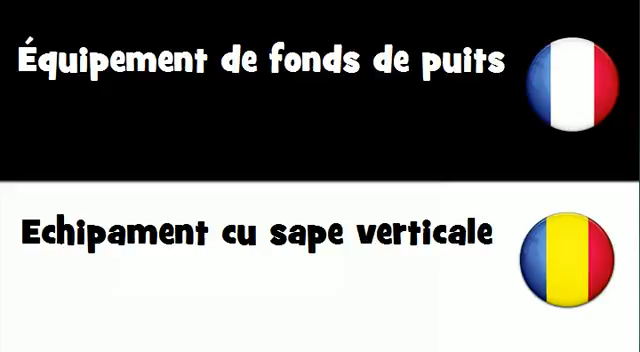 Équipement de fonds de puits
Echipament cu sape verticale